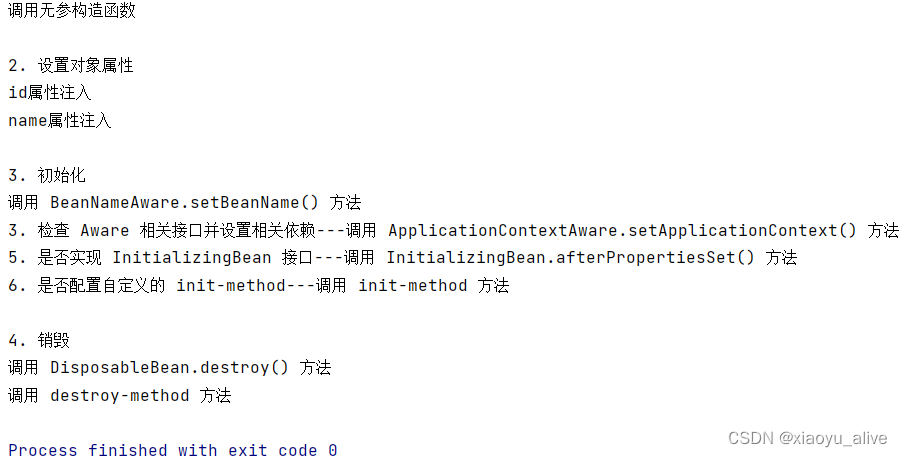 调用无参构造函数
2. 设置对象属性
id属性注入
name属性注入
3. 初始化
调用 BeanNameAware.setBeanName() 方法
3. 检查 Aware 相关接口并设置相关依赖---调用 ApplicationContextAware.setApplicationContext() 方法
5. 是否实现 InitializingBean 接口---调用 InitializingBean.afterPropertiesSet() 方法
6. 是否配置自定义的 init-method---调用 init-method 方法
4. 销毁
调用 DisposableBean.destroy() 方法
调用 destroy-method 方法
Process finished with exit code 0
CSDN @xiaoyu_alive